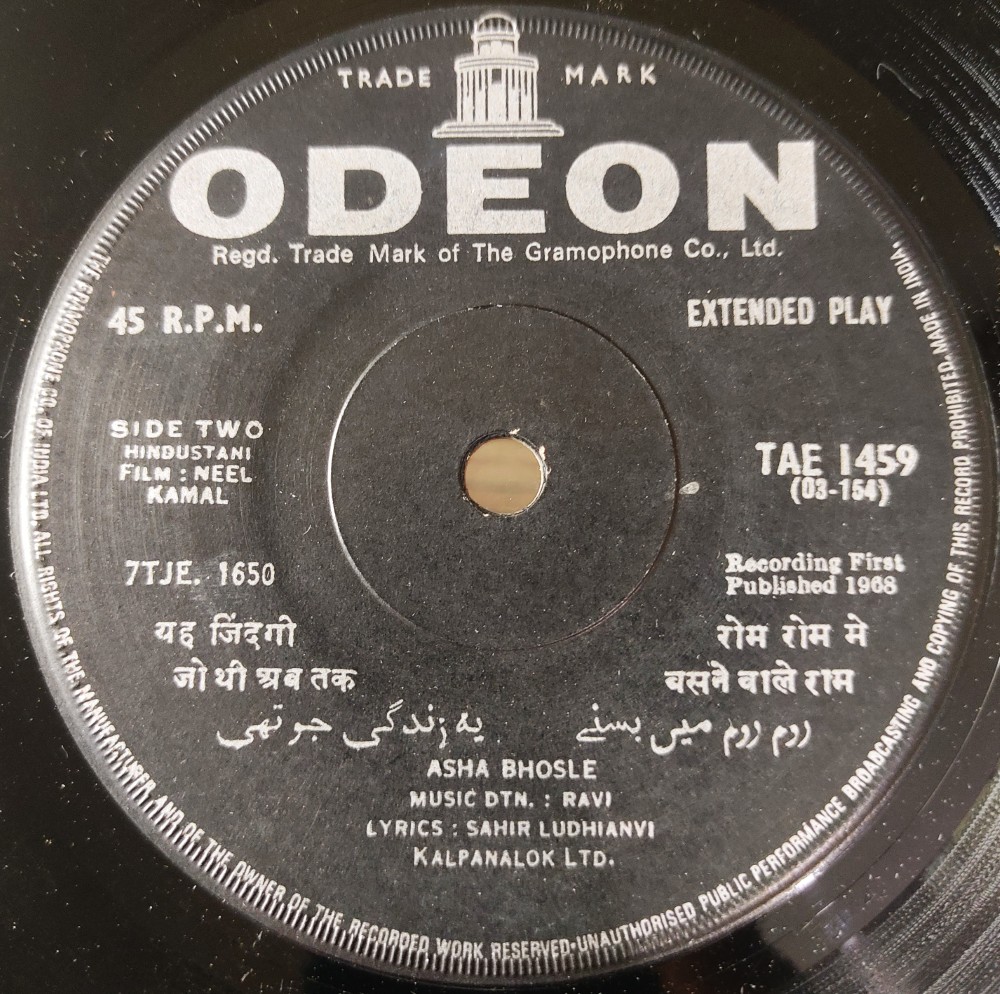 TRADE MARK
ODEON
Regd. Trade Mark of The Gramophone Co., Ltd.
45 R.P.M.
EXTENDED PLAY
SIDE TWO
HINDUSTANI
FILM : NEEL
KAMAL
TAE 1459
(03-154)
7TJE. 1650
Recording First
Published 1968
यह जिंदगी
जो थी अब तक
रोम रोम मे
बसने वाले राम
روم روم میں بسنے
یہ زندگی جو تھی
ASHA BHOSLE
MUSIC DTN. : RAVI
LYRICS : SAHIR LUDHIANVI
KALPANALOK LTD.
THE GRAMOPHONE CO. OF INDIA LTD. ALL RIGHTS OF THE MANUFACTURER AND OF THE OWNER OF THE RECORDED WORK RESERVED·UNAUTHORISED PUBLIC PERFORMANCE BROADCASTING AND COPYING OF THIS RECORD PROHIBITED. MADE IN INDIA.